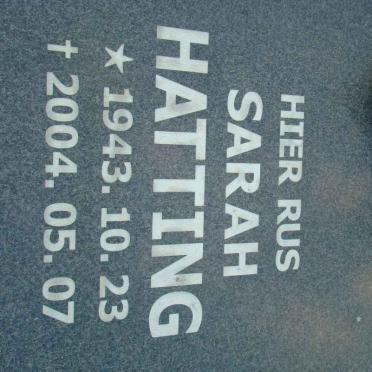 HIER RUS
SARAH
HATTING
★ 1943. 10. 23
† 2004. 05. 07